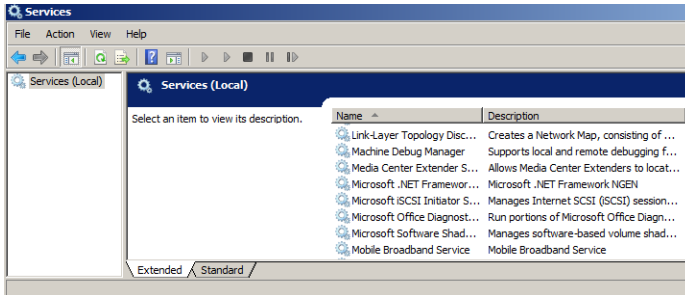 Services
File Action View Help
Services (Local)
Services (Local)
Select an item to view its description.
Name Description
Link-Layer Topology Disc... Creates a Network Map, consisting of ...
Machine Debug Manager Supports local and remote debugging f...
Media Center Extender S... Allows Media Center Extenders to locat...
Microsoft .NET Framewor... Microsoft .NET Framework NGEN
Microsoft iSCSI Initiator S... Manages Internet SCSI (iSCSI) session...
Microsoft Office Diagnost... Run portions of Microsoft Office Diagn...
Microsoft Software Shad... Manages software-based volume shad...
Mobile Broadband Service Mobile Broadband Service
Extended Standard